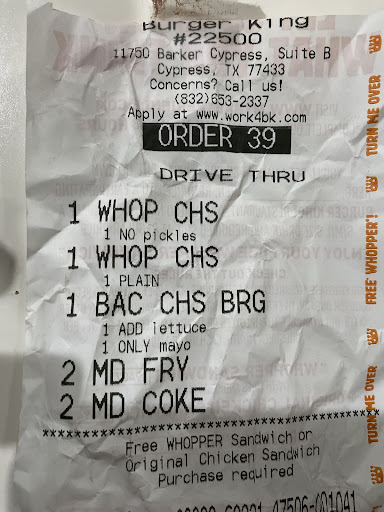 Burger King
#22500
11750 Barker Cypress, Suite B
Cypress, TX 77433
Concerns? Call us!
(832)653-2337
Apply at www.work4bk.com
ORDER 39
DRIVE THRU
1 WHOP CHS
1 NO pickles
1 WHOP CHS
1 PLAIN
1 BAC CHS BRG
1 ADD lettuce
1 ONLY mayo
2 MD FRY
2 MD COKE
Free WHOPPER Sandwich or
Original Chicken Sandwich
Purchase required
TURN ME OVER
FREE WHOPPER!
TURN ME OVER